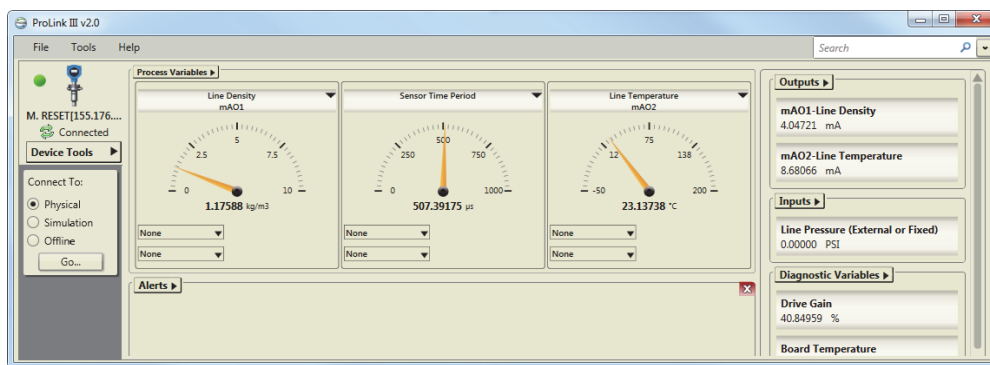 ProLink III v2.0
File Tools Help
Search
M. RESET[155.176....
Connected
Device Tools
Connect To:
Physical
Simulation
Offline
Go...
Process Variables
Line Density
mAO1
0
2.5
5
7.5
10
1.17588 kg/m3
None
None
Sensor Time Period
0
250
500
750
1000
507.39175 µs
None
None
Line Temperature
mAO2
-50
12
75
138
200
23.13738 °C
None
None
Alerts
Outputs
mAO1-Line Density
4.04721 mA
mAO2-Line Temperature
8.68066 mA
Inputs
Line Pressure (External or Fixed)
0.00000 PSI
Diagnostic Variables
Drive Gain
40.84959 %
Board Temperature